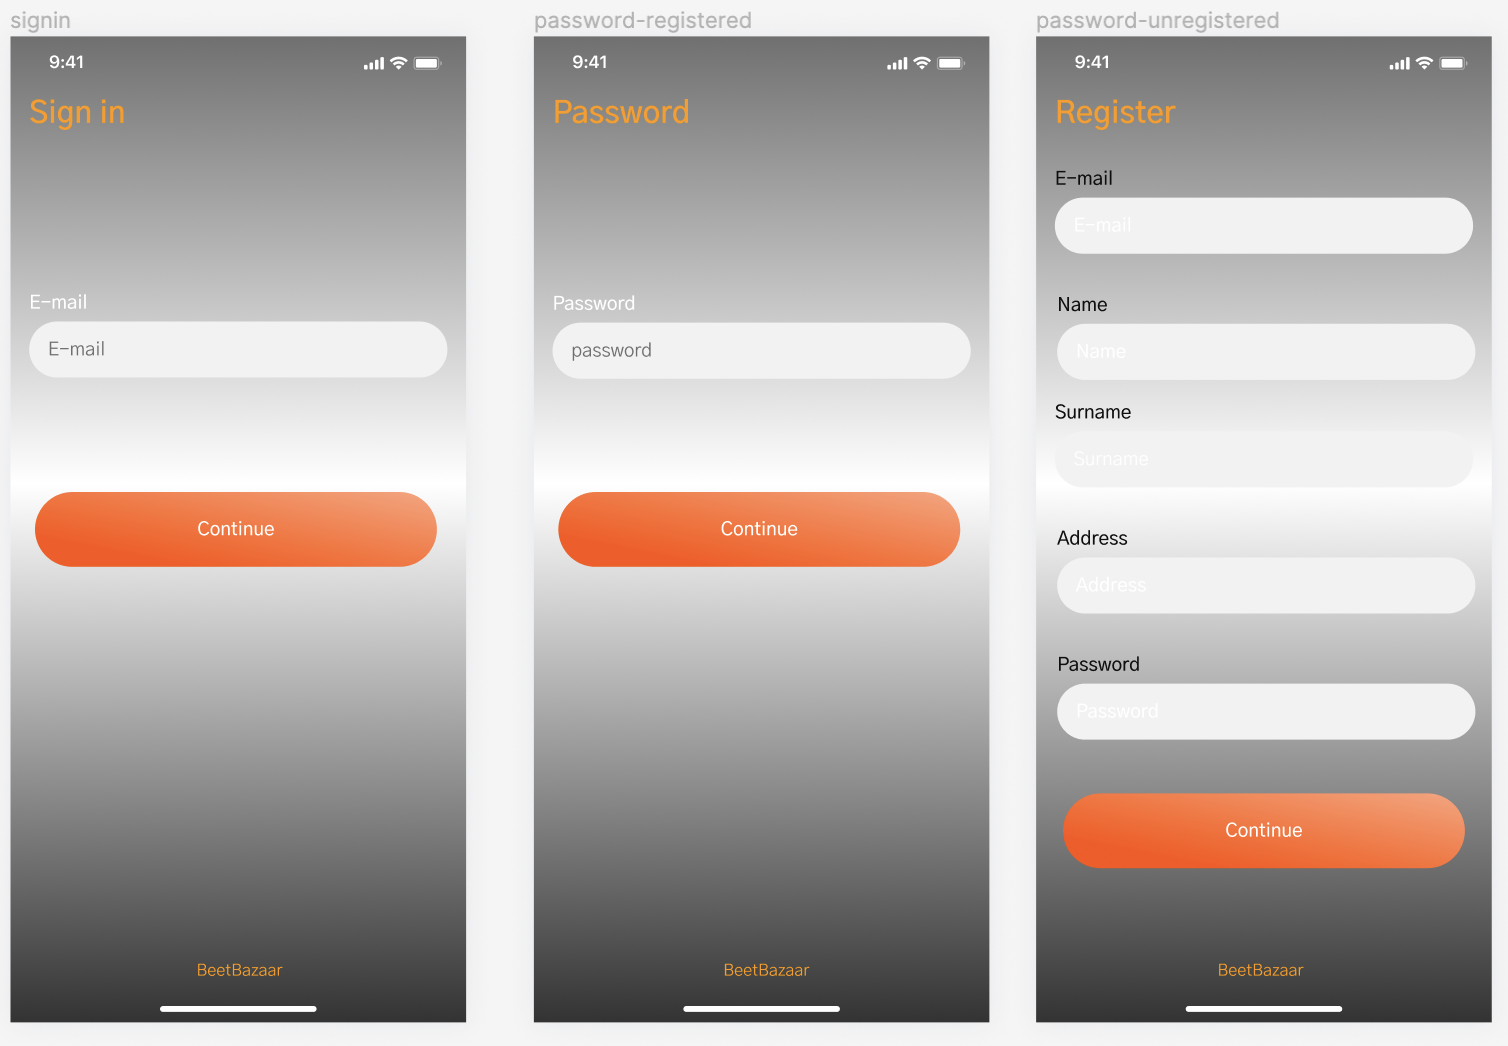 signin
9:41
Sign in
E-mail
E-mail
Continue
BeetBazaar
password-registered
9:41
Password
Password
password
Continue
BeetBazaar
password-unregistered
9:41
Register
E-mail
E-mail
Name
Name
Surname
Surname
Address
Address
Password
Password
Continue
BeetBazaar